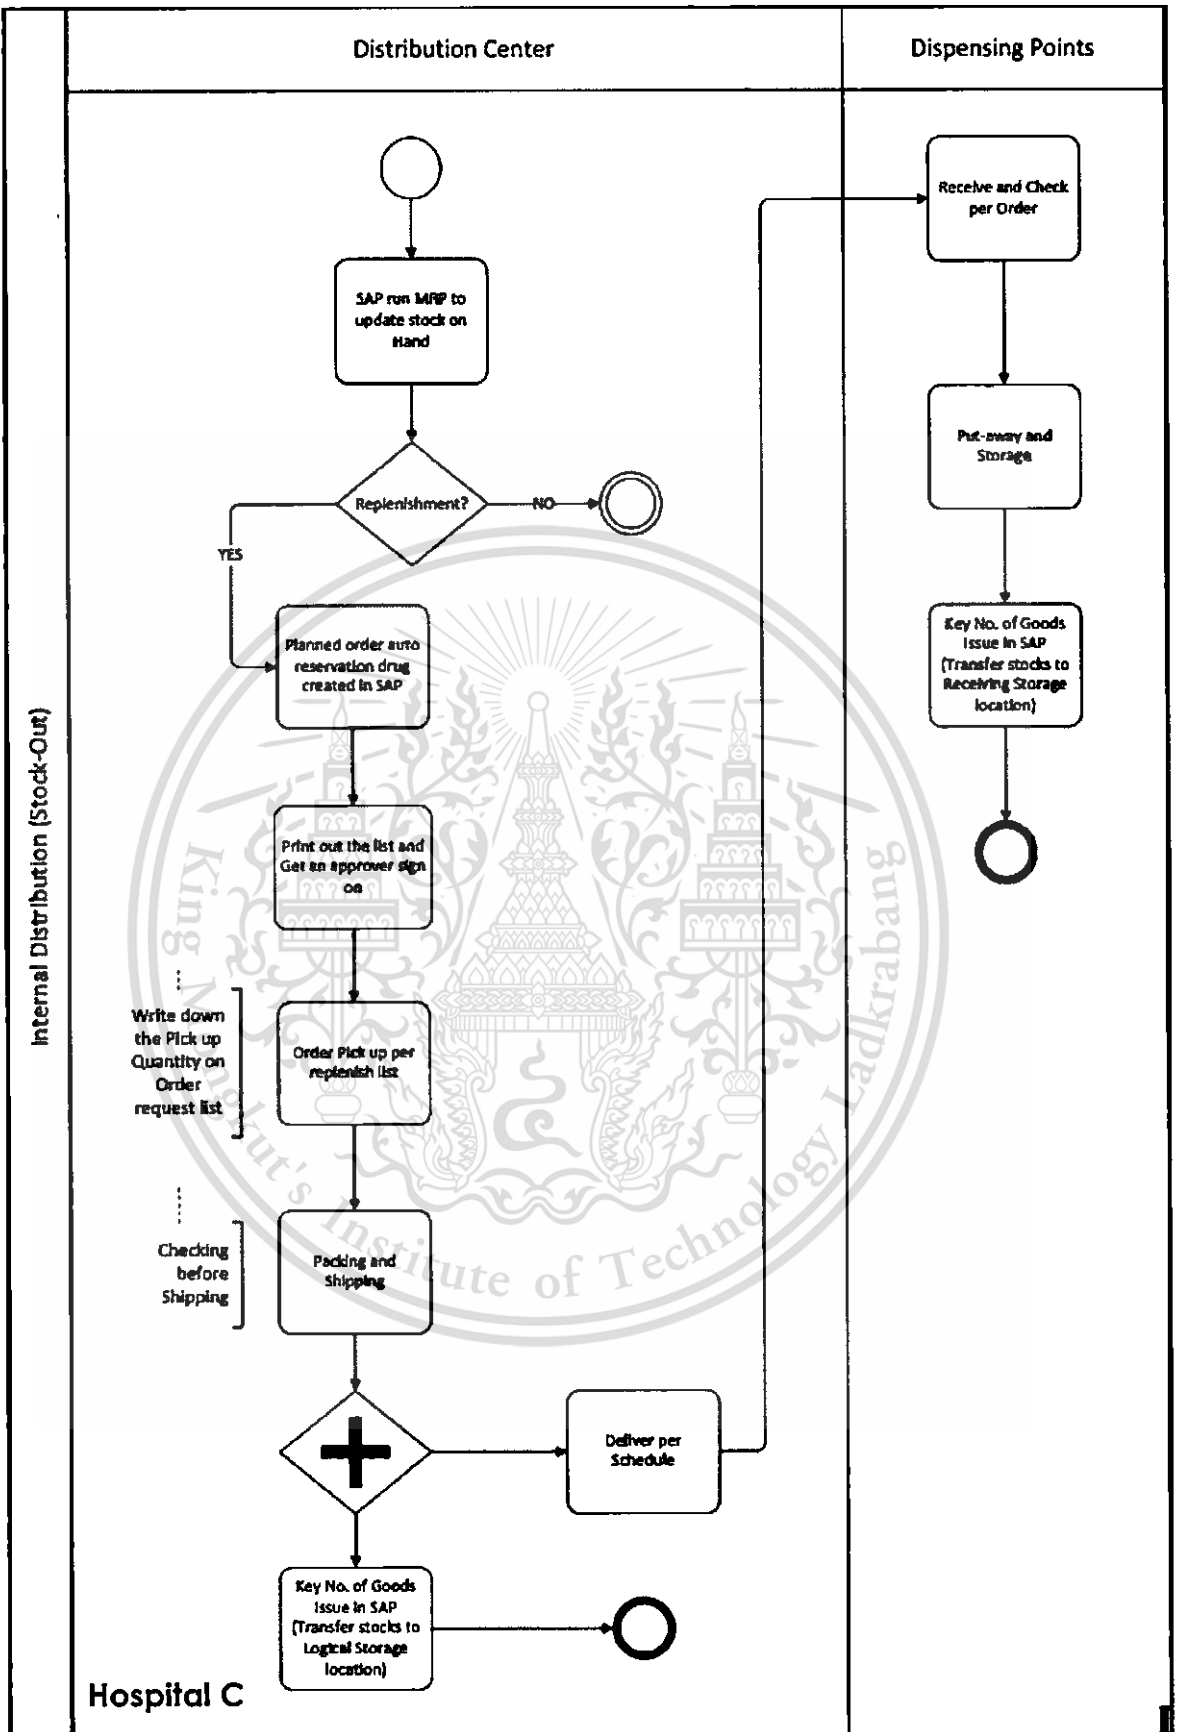 Distribution Center
Dispensing Points
Internal Distribution (Stock-Out)
SAP run MRP to
update stock on
Hand
Replenishment?
NO
YES
Planned order auto
reservation drug
created in SAP
Print out the list and
Get an approver sign
on
Write down
the Pick up
Quantity on
Order
request list
Order Pick up per
replenish list
Checking
before
Shipping
Packing and
Shipping
Deliver per
Schedule
Key No. of Goods
Issue in SAP
(Transfer stocks to
Logical Storage
location)
Receive and Check
per Order
Put-away and
Storage
Key No. of Goods
Issue in SAP
(Transfer stocks to
Receiving Storage
location)
Hospital C
King Mongkut's Institute of Technology Ladkrabang